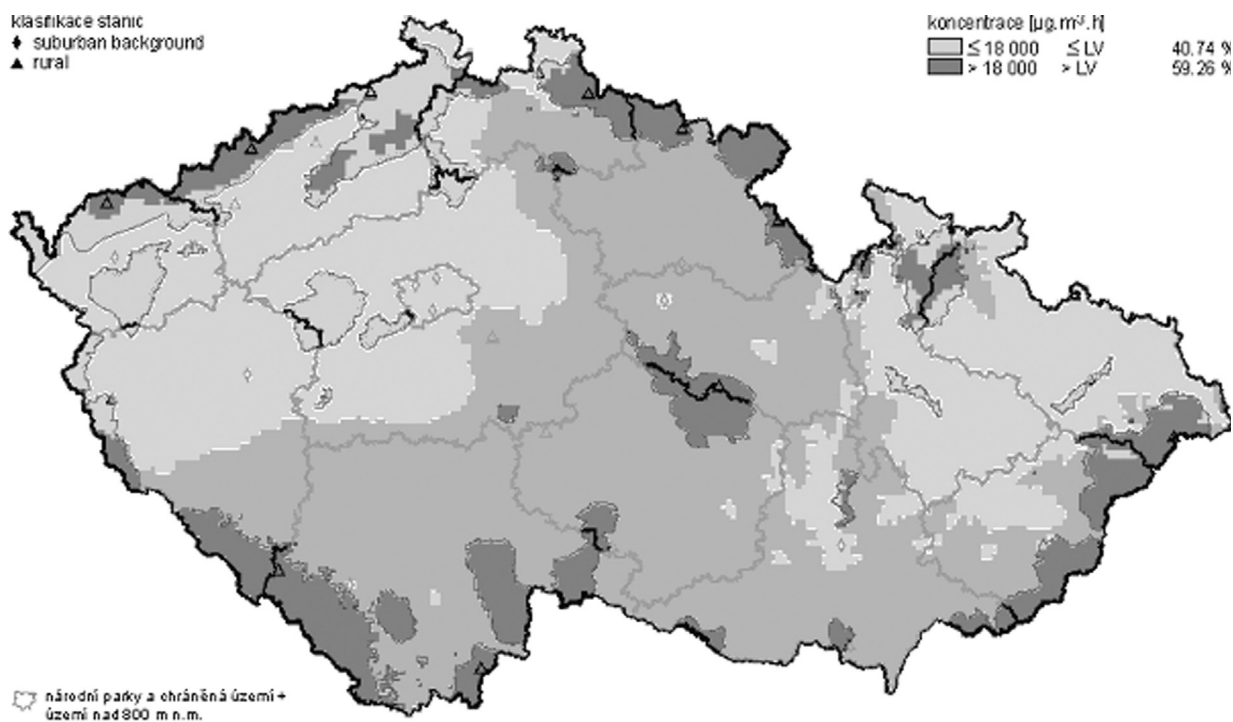 klasifikace stanic
suburban background
rural
koncentrace [µg.m⁻³.h]
≤ 18 000 ≤ LV 40.74 %
> 18 000 > LV 59.26 %
národní parky a chráněná území +
území nad 800 m n.m.